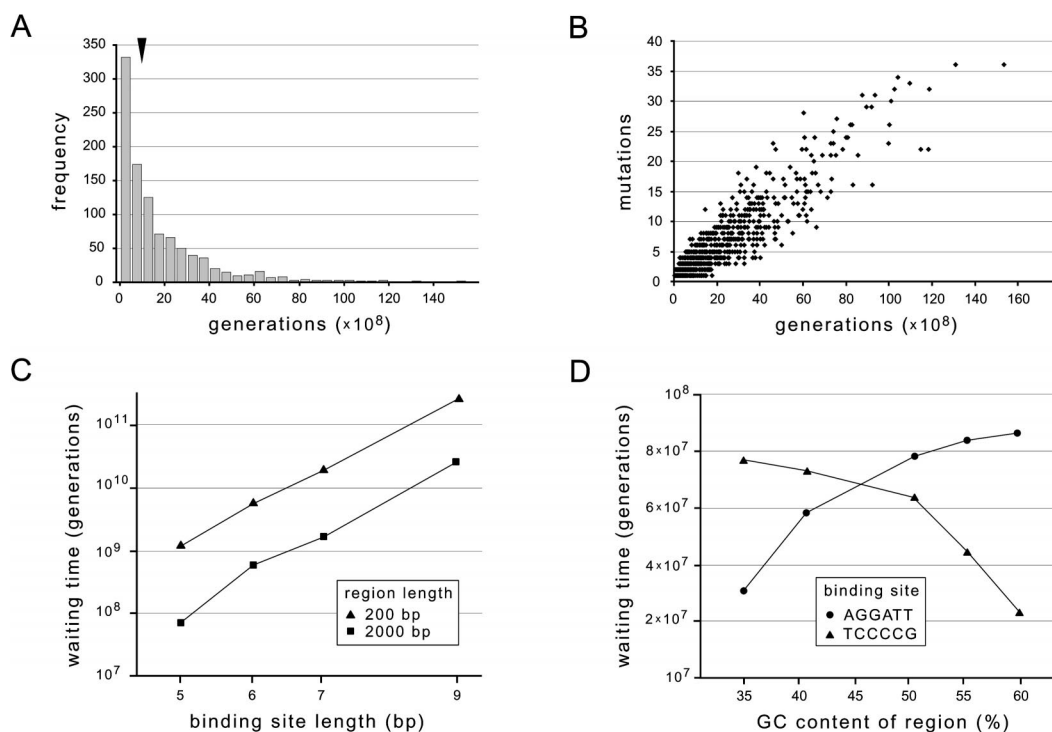 A
frequency
350
300
250
200
150
100
50
0
0 20 40 60 80 100 120 140
generations (×10⁸)
B
mutations
40
35
30
25
20
15
10
5
0
0 20 40 60 80 100 120 140 160
generations (×10⁸)
C
waiting time (generations)
10¹¹
10¹⁰
10⁹
10⁸
10⁷
5 6 7 9
binding site length (bp)
region length
200 bp
2000 bp
D
waiting time (generations)
10⁸
8×10⁷
6×10⁷
4×10⁷
2×10⁷
10⁷
35 40 45 50 55 60
GC content of region (%)
binding site
AGGATT
TCCCCG